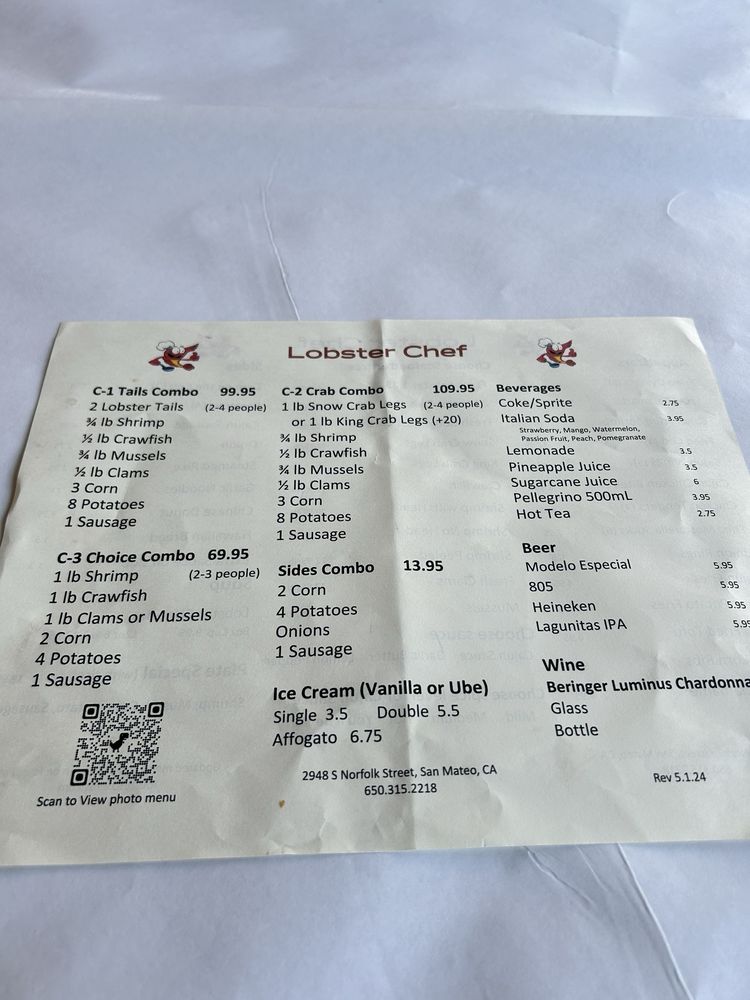 Lobster Chef
C-1 Tails Combo 99.95
2 Lobster Tails (2-4 people)
¾ lb Shrimp
½ lb Crawfish
¾ lb Mussels
½ lb Clams
3 Corn
8 Potatoes
1 Sausage
C-3 Choice Combo 69.95
1 lb Shrimp (2-3 people)
1 lb Crawfish
1 lb Clams or Mussels
2 Corn
4 Potatoes
1 Sausage
Scan to View photo menu
C-2 Crab Combo 109.95
1 lb Snow Crab Legs (2-4 people)
or 1 lb King Crab Legs (+20)
¾ lb Shrimp
½ lb Crawfish
¾ lb Mussels
½ lb Clams
3 Corn
8 Potatoes
1 Sausage
Sides Combo 13.95
2 Corn
4 Potatoes
Onions
1 Sausage
Ice Cream (Vanilla or Ube)
Single 3.5 Double 5.5
Affogato 6.75
2948 S Norfolk Street, San Mateo, CA
650.315.2218
Beverages
Coke/Sprite 2.75
Italian Soda 3.95
Strawberry, Mango, Watermelon,
Passion Fruit, Peach, Pomegranate
Lemonade 3.5
Pineapple Juice 3.5
Sugarcane Juice 6
Pellegrino 500mL 3.95
Hot Tea 2.75
Beer
Modelo Especial 5.95
805 5.95
Heineken 5.95
Lagunitas IPA 5.95
Wine
Beringer Luminus Chardonna
Glass
Bottle
Rev 5.1.24